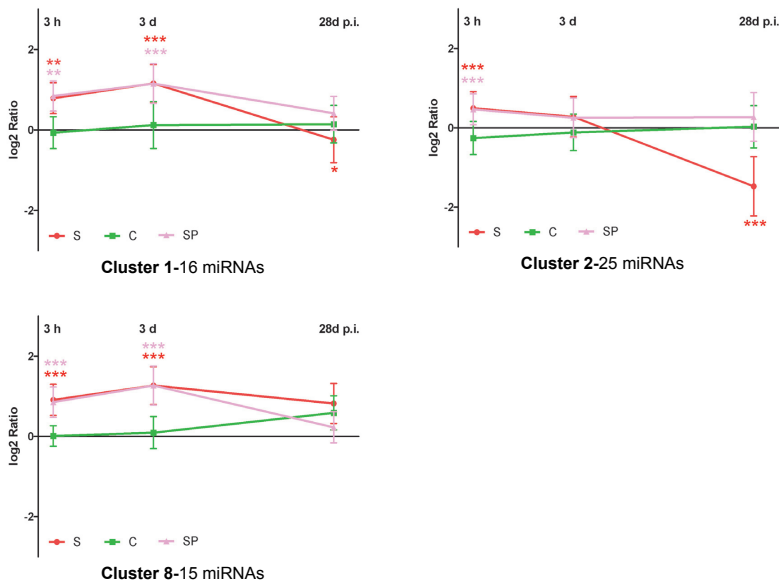 3 h 3 d 28d p.i.
** ***
** ***
2
0
-2
log2 Ratio
*
S C SP
Cluster 1-16 miRNAs
3 h 3 d 28d p.i.
***
***
2
0
-2
log2 Ratio
***
S C SP
Cluster 2-25 miRNAs
3 h 3 d 28d p.i.
*** ***
*** ***
2
0
-2
log2 Ratio
S C SP
Cluster 8-15 miRNAs